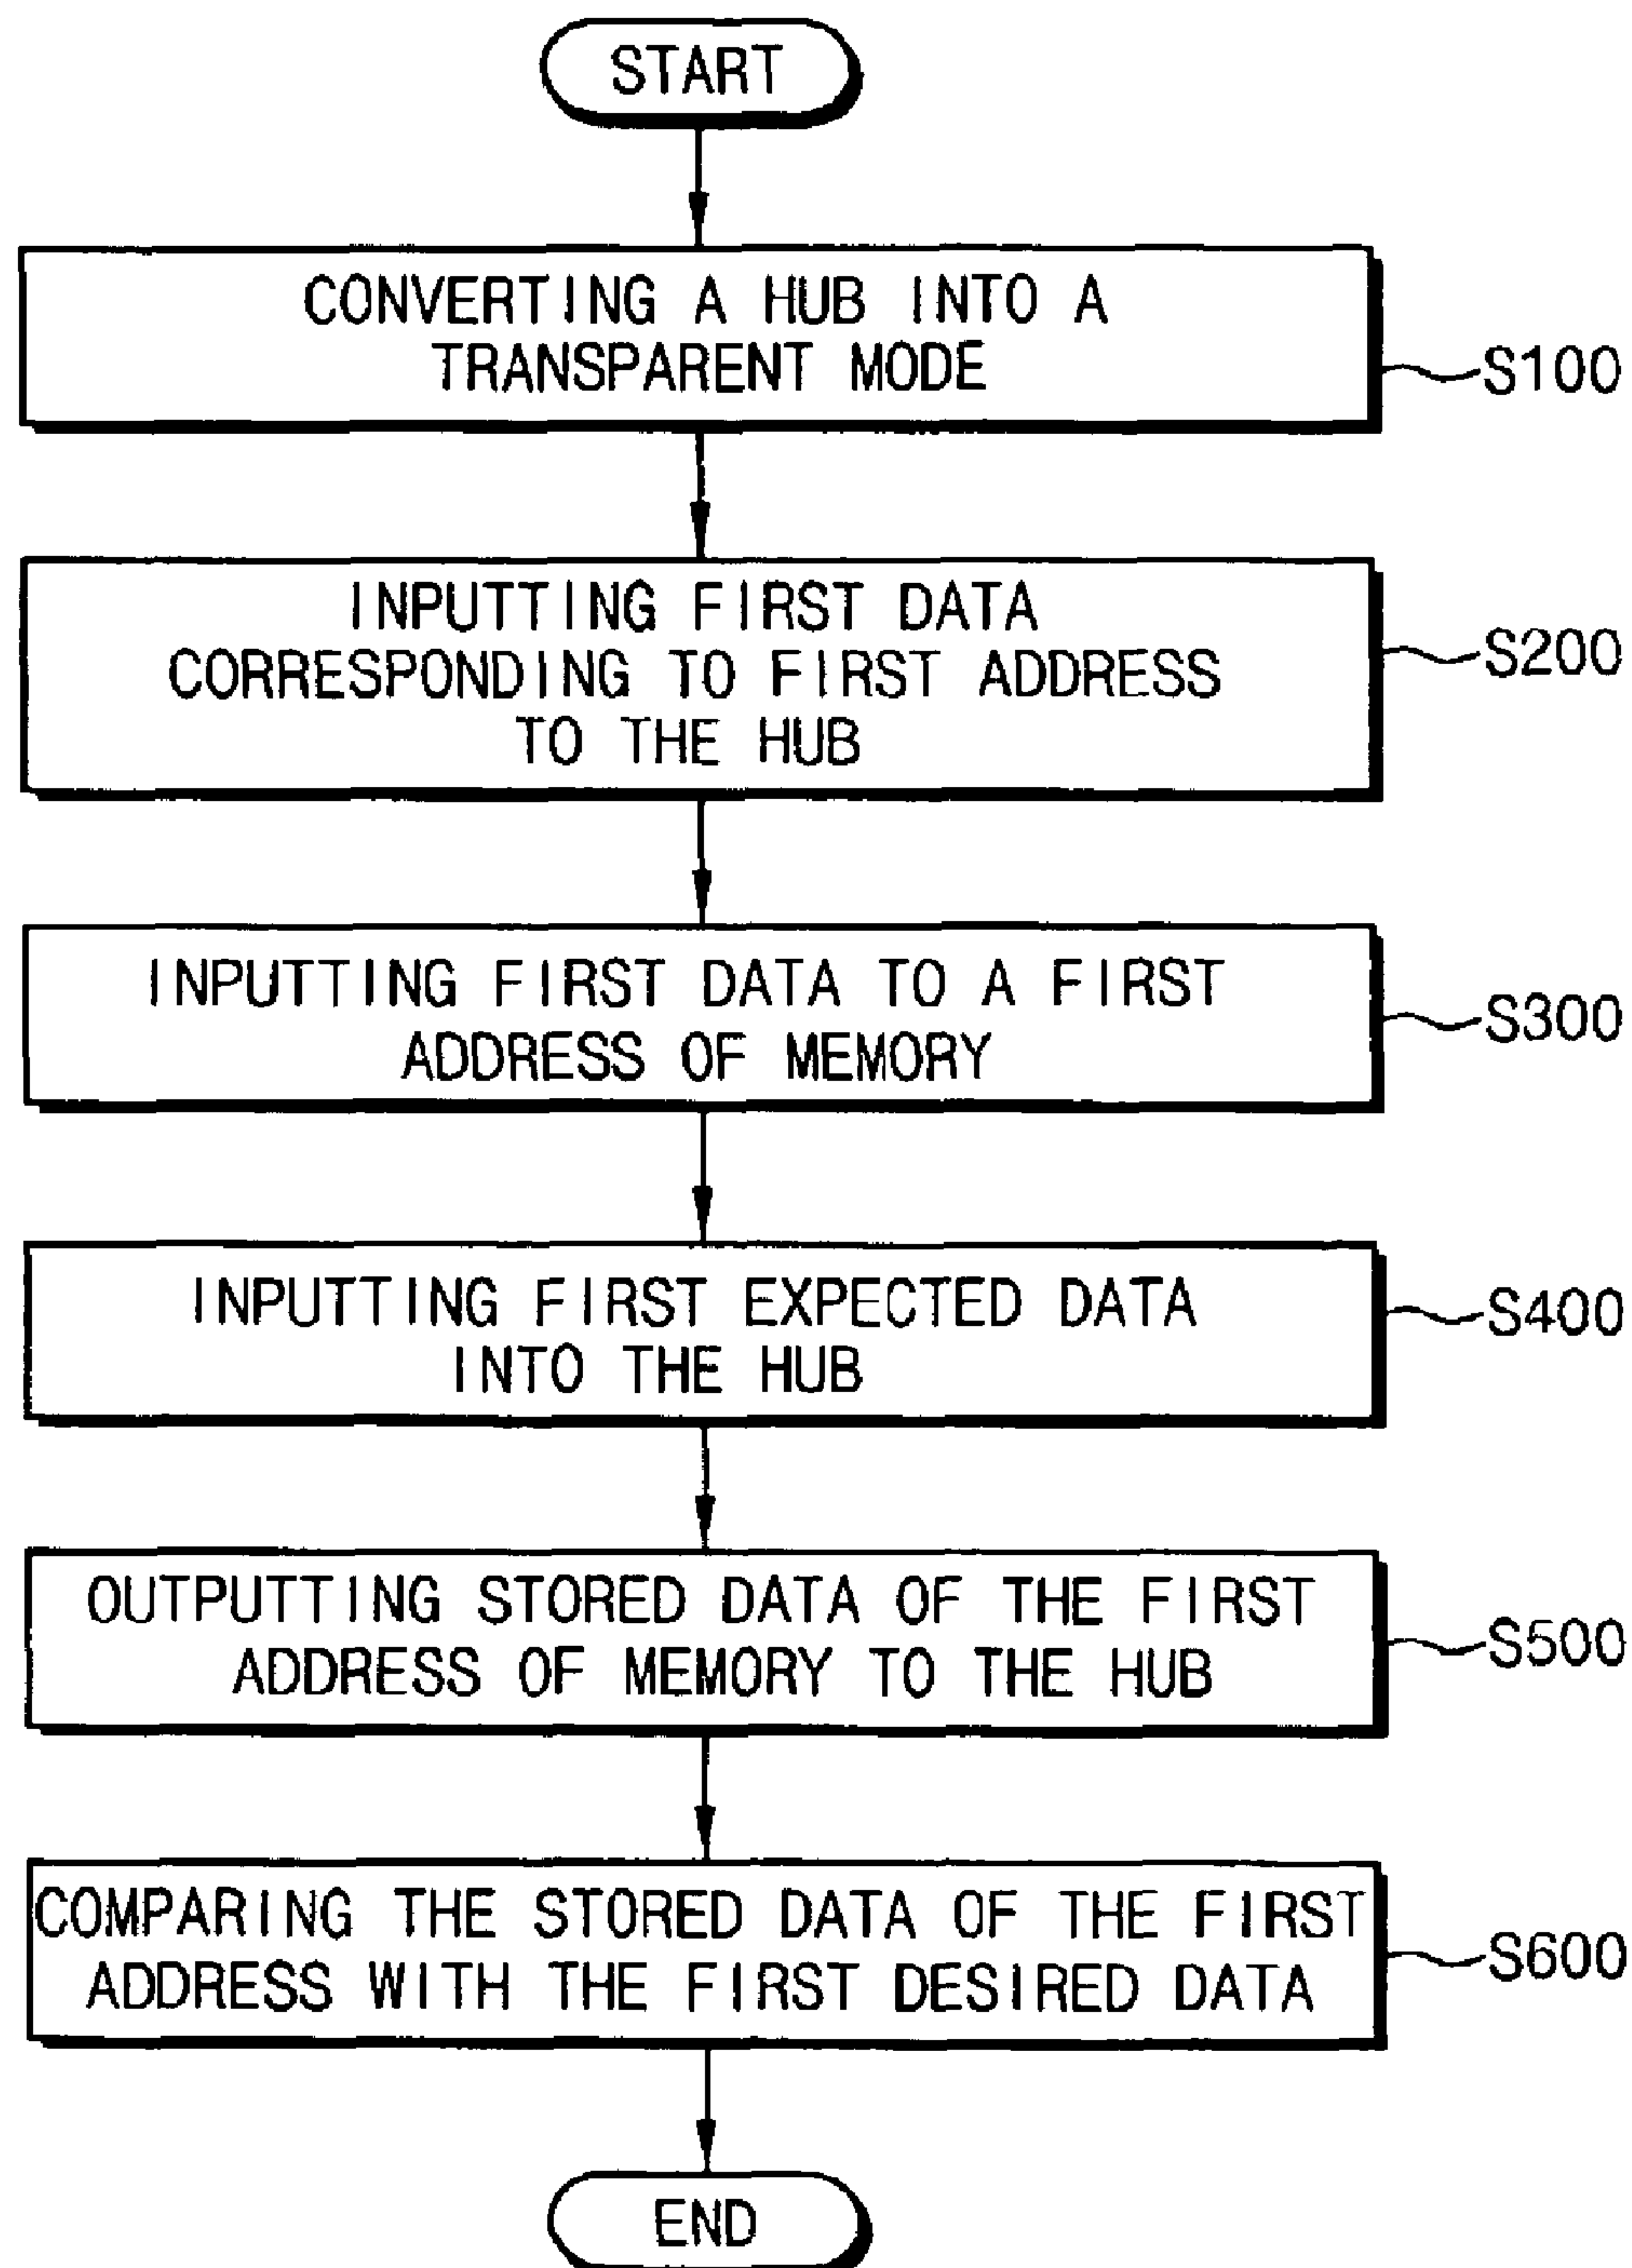 START
CONVERTING A HUB INTO A
TRANSPARENT MODE
S100
INPUTTING FIRST DATA
CORRESPONDING TO FIRST ADDRESS
TO THE HUB
S200
INPUTTING FIRST DATA TO A FIRST
ADDRESS OF MEMORY
S300
INPUTTING FIRST EXPECTED DATA
INTO THE HUB
S400
OUTPUTTING STORED DATA OF THE FIRST
ADDRESS OF MEMORY TO THE HUB
S500
COMPARING THE STORED DATA OF THE FIRST
ADDRESS WITH THE FIRST DESIRED DATA
S600
END